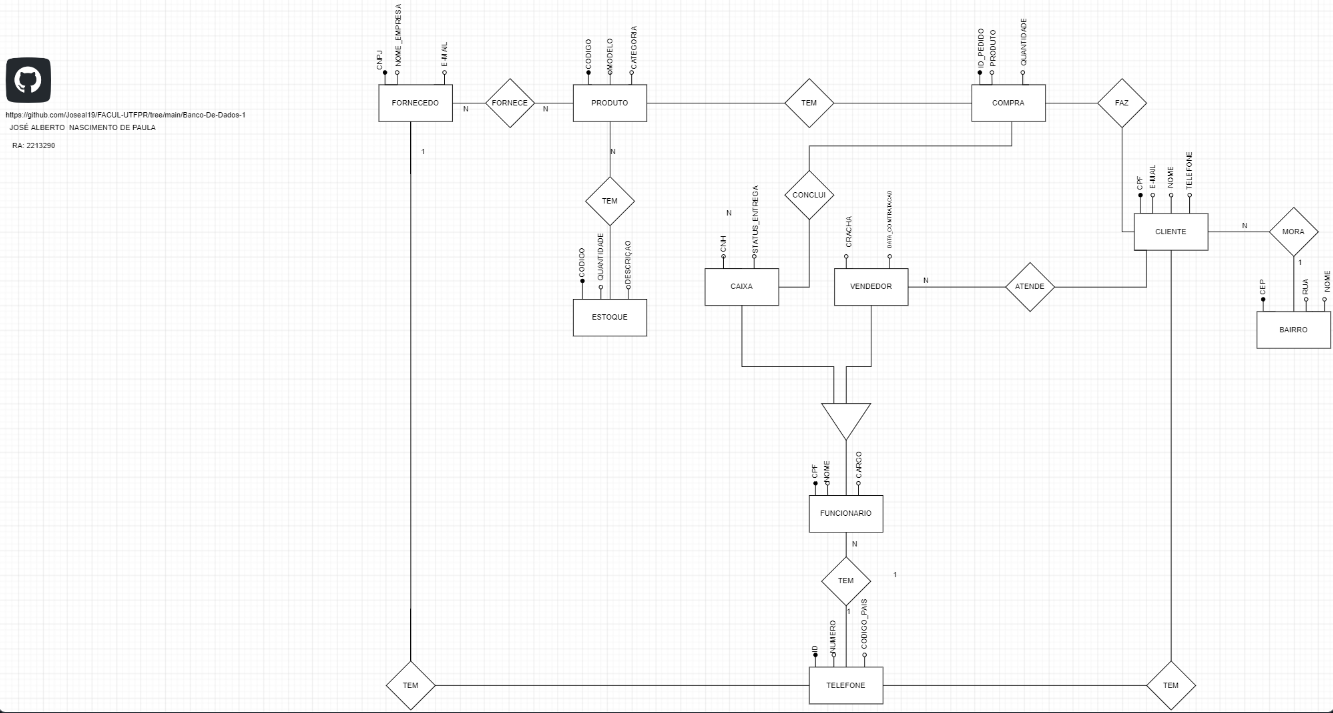 https://github.com/Joseal19/FACUL-UTFPR/tree/main/Banco-De-Dados-1
JOSÉ ALBERTO NASCIMENTO DE PAULA
RA: 2213290
CNPJ
NOME_EMPRESA
E-MAIL
FORNECEDO
N
FORNECE
N
CODIGO
MODELO
CATEGORIA
PRODUTO
TEM
ID_PEDIDO
PRODUTO
QUANTIDADE
COMPRA
FAZ
1
N
TEM
CODIGO
QUANTIDADE
DESCRIÇAO
ESTOQUE
CONCLUI
N
CNH
STATUS_ENTREGA
CAIXA
CRACHA
DATA_CONTRATACAO
VENDEDOR
N
ATENDE
CPF
E-MAIL
NOME
TELEFONE
CLIENTE
N
MORA
1
CEP
RUA
NOME
BAIRRO
CPF
NOME
CARGO
FUNCIONARIO
N
TEM
1
1
ID
NUMERO
CODIGO_PAIS
TEM
TELEFONE
TEM